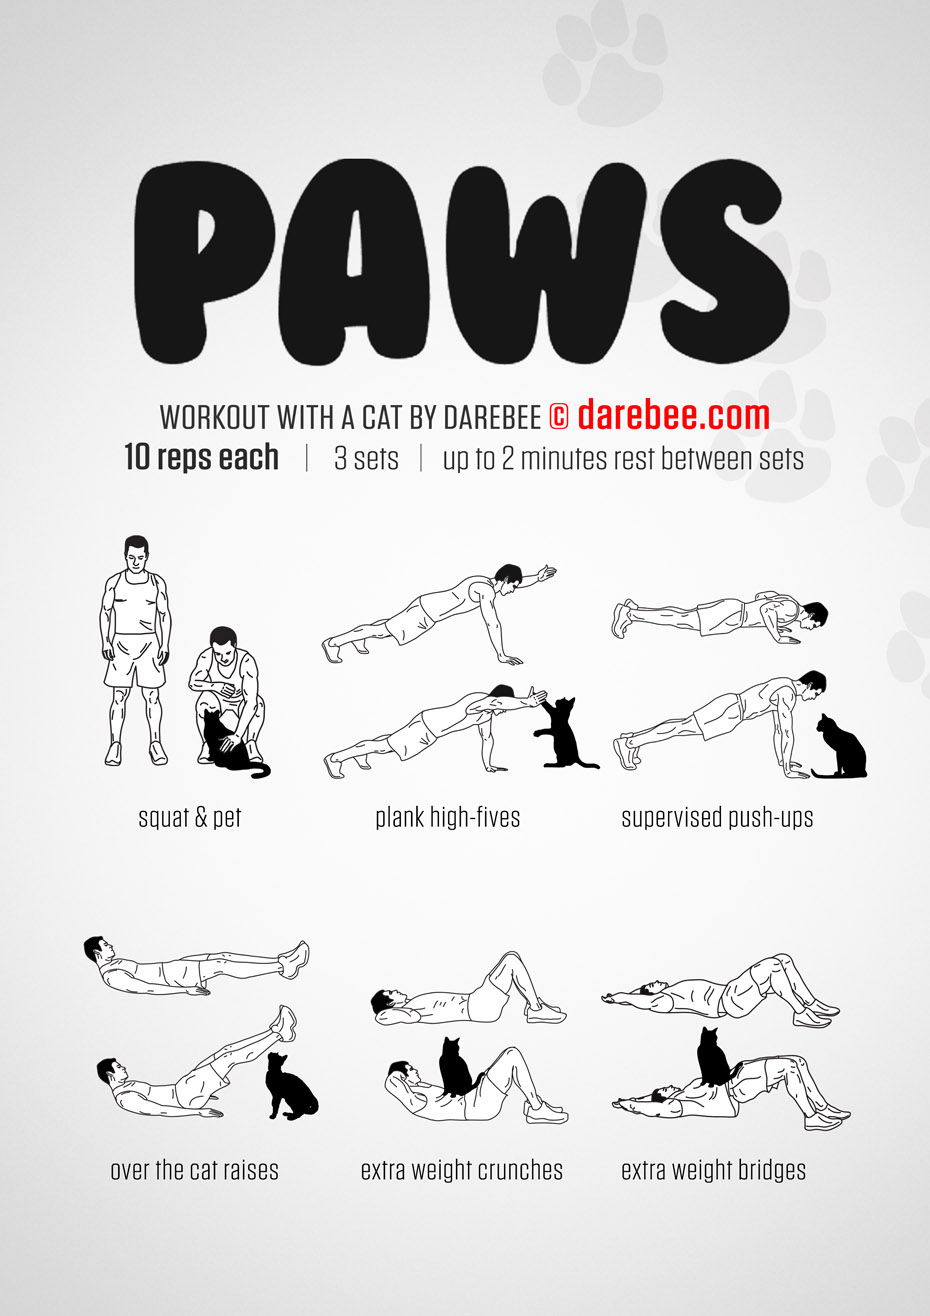 PAWS
WORKOUT WITH A CAT BY DAREBEE © darebee.com
10 reps each | 3 sets | up to 2 minutes rest between sets
squat & pet
plank high-fives
supervised push-ups
over the cat raises
extra weight crunches
extra weight bridges